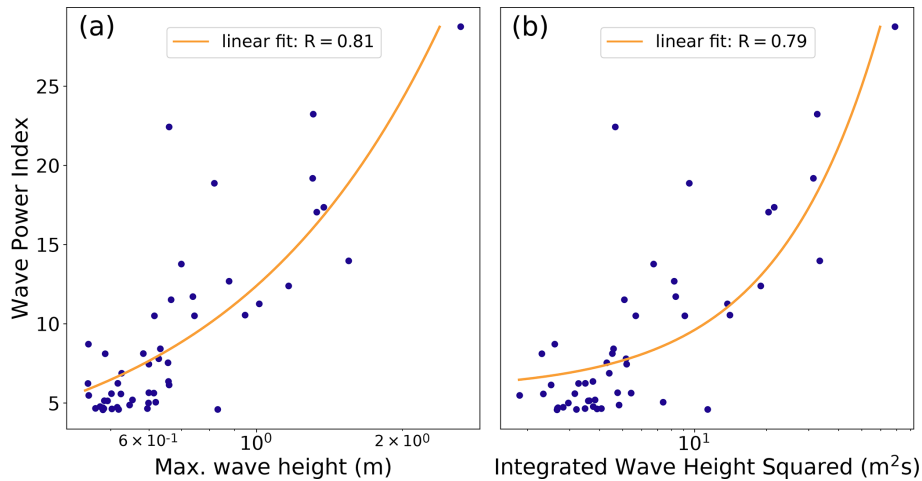 (a)
linear fit: R = 0.81
(b)
linear fit: R = 0.79
Wave Power Index
25
20
15
10
5
6 × 10⁻¹
10⁰
2 × 10⁰
10¹
Max. wave height (m)
Integrated Wave Height Squared (m²s)